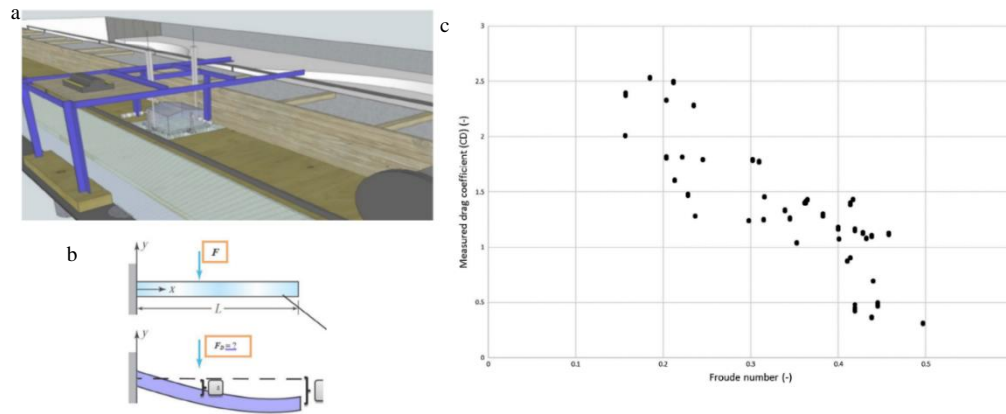 a
b
y
F
x
L
y
F_D=?
c
Measured drag coefficient (CD) (-)
3
2.5
2
1.5
1
0.5
0
0
0.1
0.2
0.3
0.4
0.5
Froude number (-)